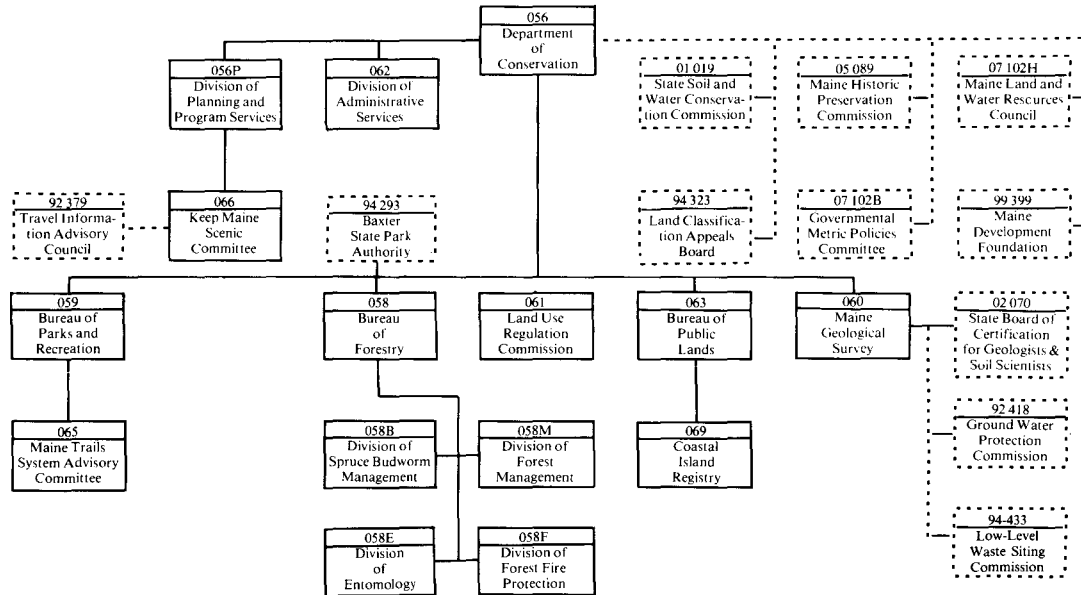 056
Department
of
Conservation
056P
Division of
Planning and
Program Services
062
Division of
Administrative
Services
01 019
State Soil and
Water Conserva-
tion Commission
05 089
Maine Historic
Preservation
Commission
07 102H
Maine Land and
Water Rescurces
Council
92 379
Travel Informa-
tion Advisory
Council
066
Keep Maine
Scenic
Committee
94 293
Baxter
State Park
Authority
94 323
Land Classifica-
tion Appeals
Board
07 102B
Governmental
Metric Policies
Committee
99 399
Maine
Development
Foundation
059
Bureau of
Parks and
Recreation
058
Bureau
of
Forestry
061
Land Use
Regulation
Commission
063
Bureau of
Public
Lands
060
Maine
Geological
Survey
02 070
State Board of
Certification
for Geologists &
Soil Scientists
065
Maine Trails
System Advisory
Committee
058B
Division of
Spruce Budworm
Management
058M
Division of
Forest
Management
069
Coastal
Island
Registry
92 418
Ground Water
Protection
Commission
058E
Division
of
Entomology
058F
Division of
Forest Fire
Protection
94-433
Low-Level
Waste Siting
Commission